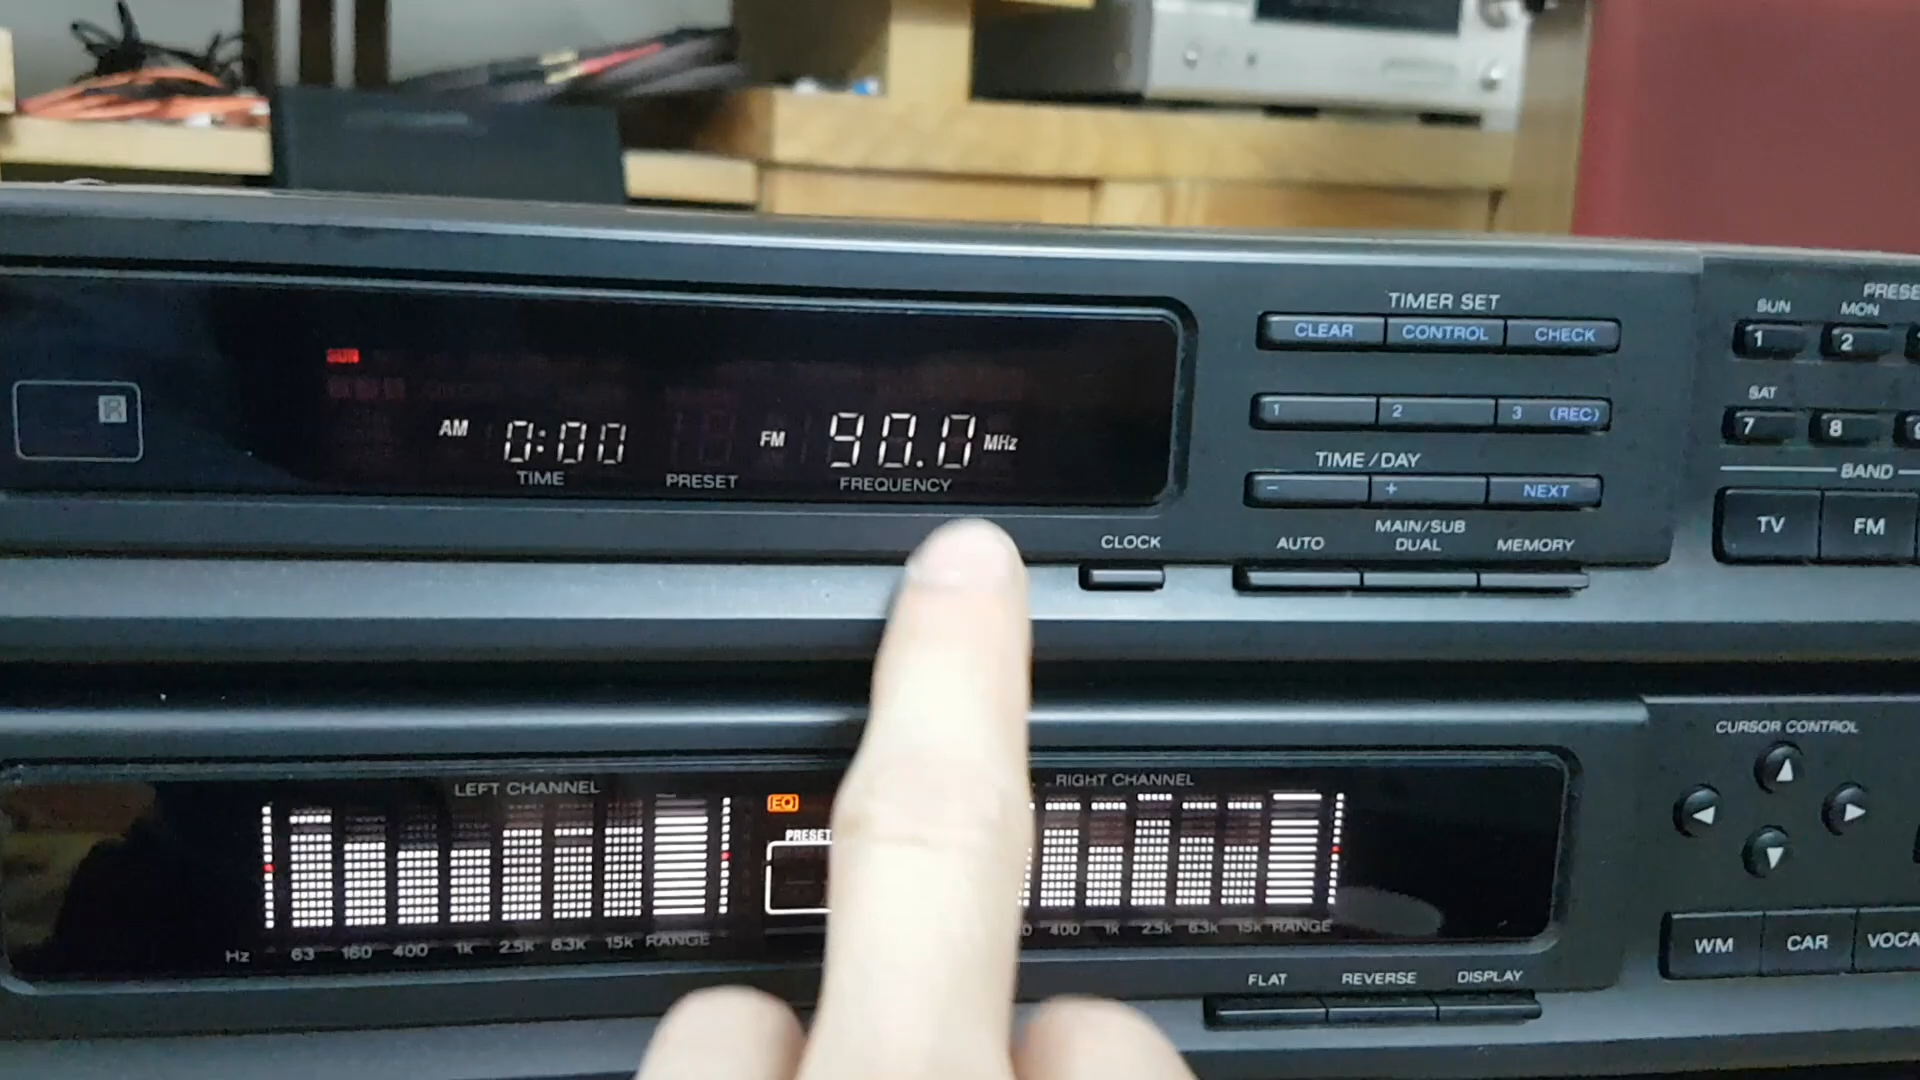 TIMER SET
CLEAR CONTROL CHECK
1 2 3 (REC)
TIME/DAY
- + NEXT
MAIN/SUB
AUTO DUAL MEMORY
CLOCK
SUN
AM 0:00 FM 90.0 MHz
TIME PRESET FREQUENCY
R
SUN MON
1 2
SAT
7 8
BAND
TV FM
LEFT CHANNEL
EQ
PRESET
RIGHT CHANNEL
Hz 63 160 400 1k 2.5k 6.3k 15k RANGE
400 1k 2.5k 6.3k 15k RANGE
FLAT REVERSE DISPLAY
CURSOR CONTROL
WM CAR